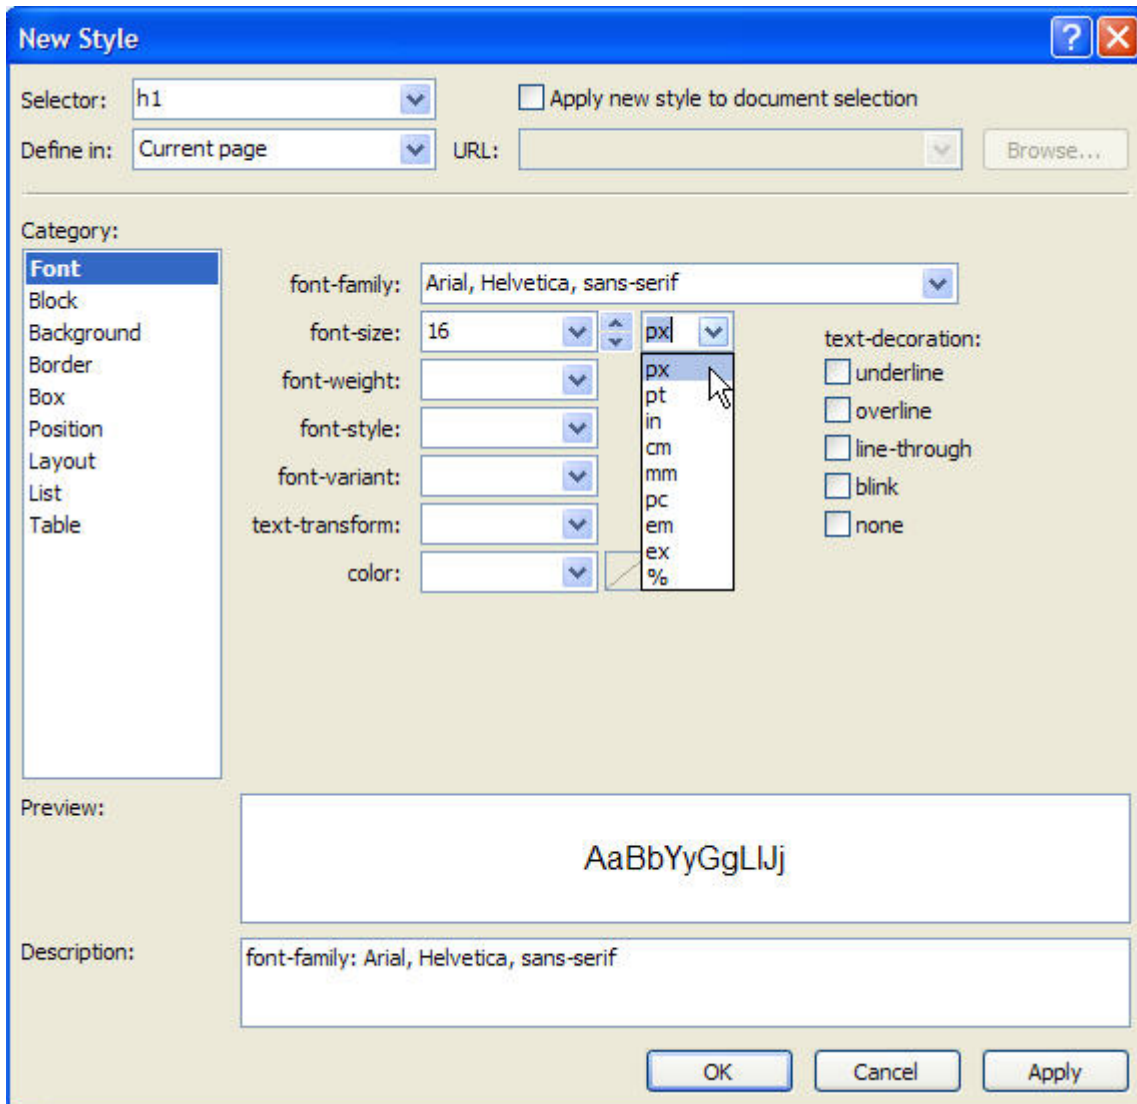 New Style
Selector: h1 Apply new style to document selection
Define in: Current page URL: Browse...
Category:
Font
Block
Background
Border
Box
Position
Layout
List
Table
font-family: Arial, Helvetica, sans-serif
font-size: 16 px
font-weight:
font-style:
font-variant:
text-transform:
color:
px
pt
in
cm
mm
pc
em
ex
%
text-decoration:
underline
overline
line-through
blink
none
Preview:
AaBbYyGgLlJj
Description:
font-family: Arial, Helvetica, sans-serif
OK Cancel Apply